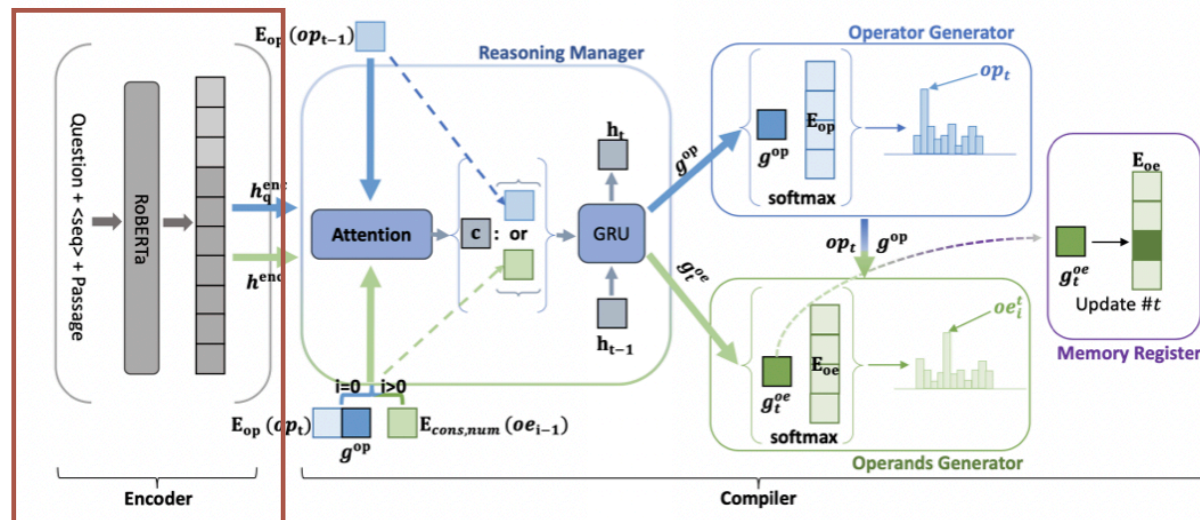 E_op (op_{t-1})
Reasoning Manager
Operator Generator
op_t
E_op
g^op
softmax
Question + <seq> + Passage
RoBERTa
h_q^enc
h^enc
Attention
c : or
h_t
GRU
h_{t-1}
g^op
g_t^oe
op_t g^op
E_oe
g_t^oe
Update #t
Memory Register
oe_i^t
E_oe
g_t^oe
softmax
Operands Generator
i=0 i>0
E_op (op_t)
g^op
E_{cons,num} (oe_{i-1})
Encoder
Compiler